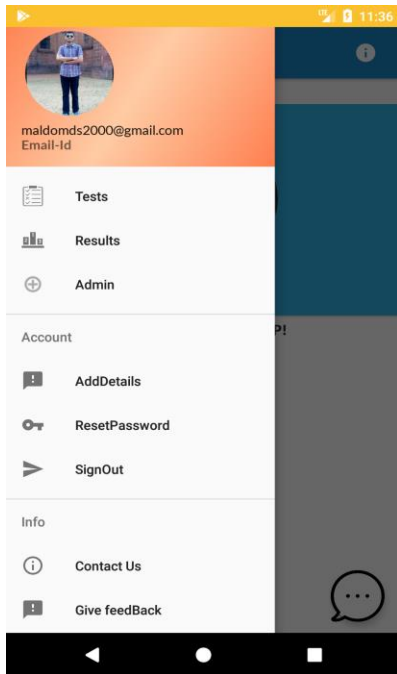 LTE 11:36
maldomds2000@gmail.com
Email-Id
Tests
Results
Admin
P!
Account
AddDetails
ResetPassword
SignOut
Info
Contact Us
Give feedBack